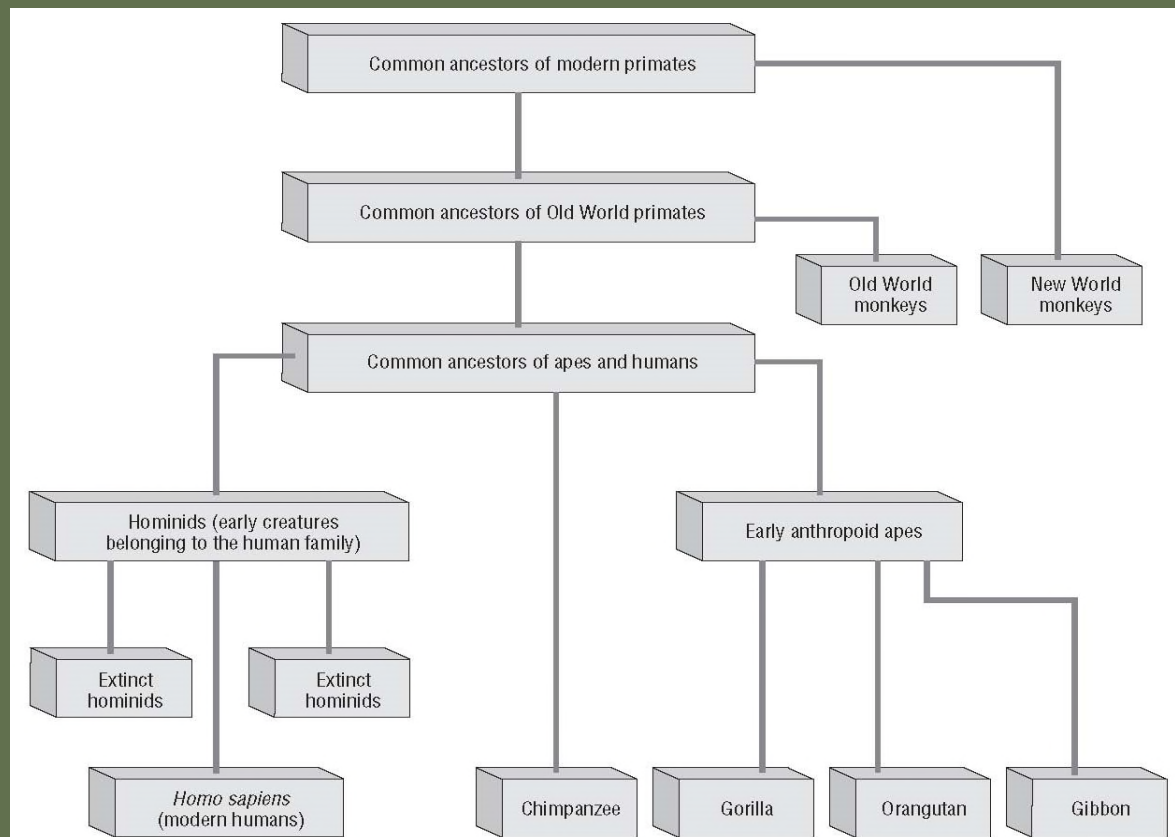 Common ancestors of modern primates
Common ancestors of Old World primates
Old World
monkeys
New World
monkeys
Common ancestors of apes and humans
Hominids (early creatures
belonging to the human family)
Early anthropoid apes
Extinct
hominids
Extinct
hominids
Homo sapiens
(modern humans)
Chimpanzee
Gorilla
Orangutan
Gibbon